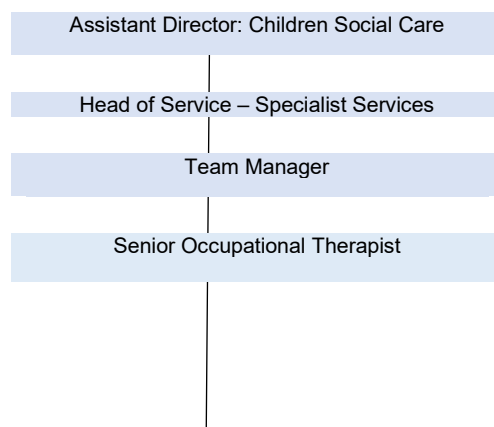 Assistant Director: Children Social Care
Head of Service – Specialist Services
Team Manager
Senior Occupational Therapist